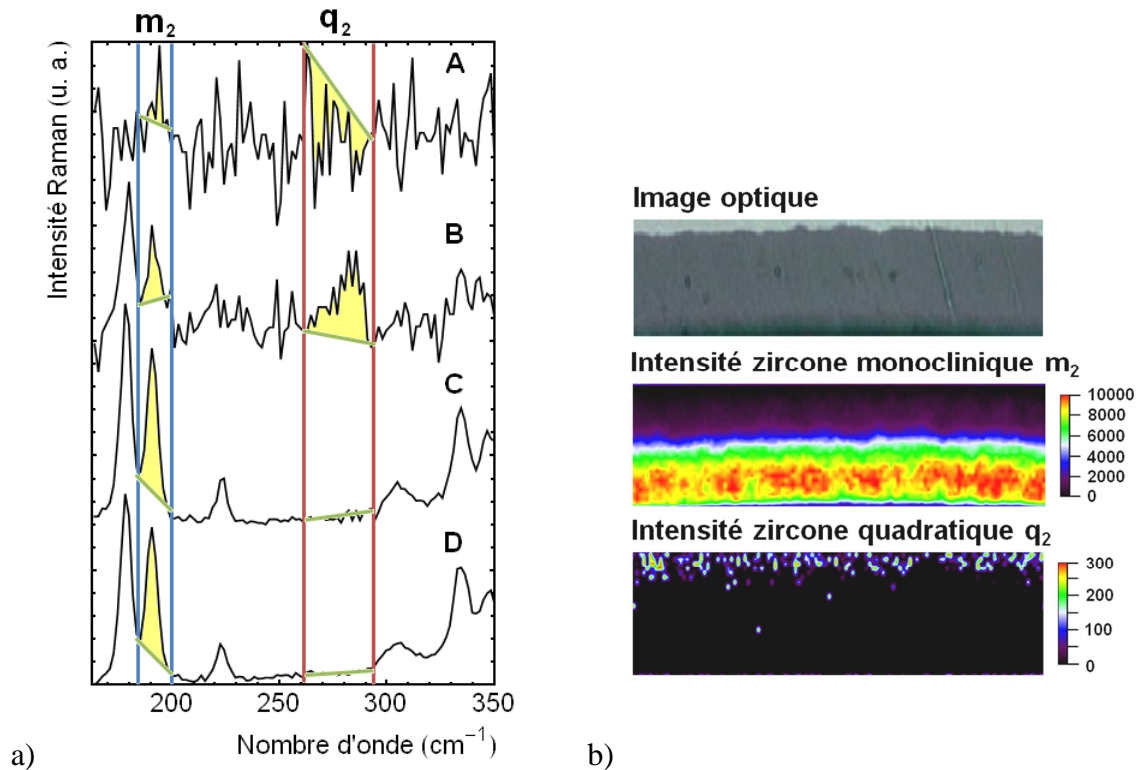 m₂
q₂
Intensité Raman (u. a.)
A
B
C
D
200
250
300
350
Nombre d'onde (cm⁻¹)
a)
Image optique
Intensité zircone monoclinique m₂
10000
8000
6000
4000
2000
0
Intensité zircone quadratique q₂
300
200
100
0
b)